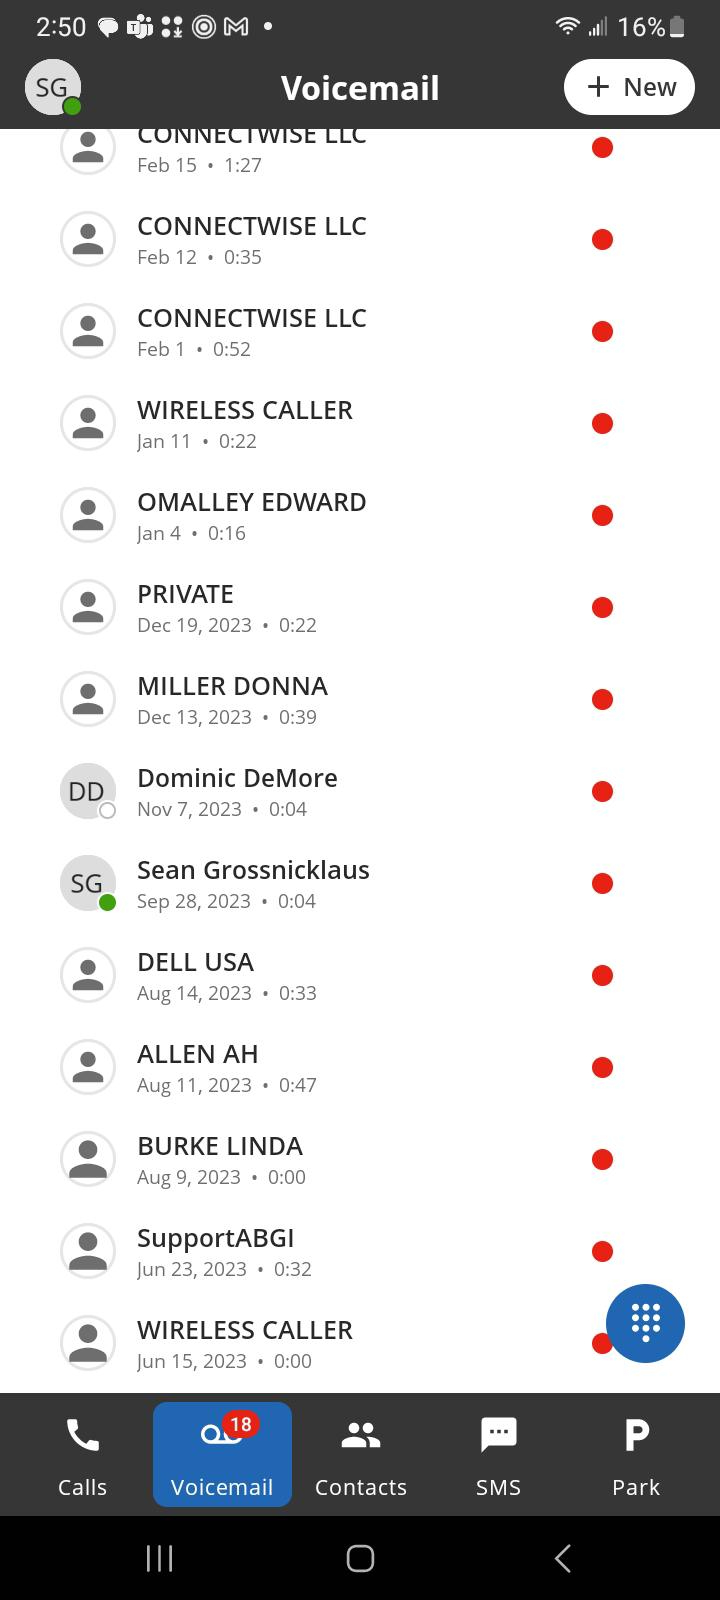 2:50
16%
SG
Voicemail
+ New
CONNECTWISE LLC
Feb 15 • 1:27
CONNECTWISE LLC
Feb 12 • 0:35
CONNECTWISE LLC
Feb 1 • 0:52
WIRELESS CALLER
Jan 11 • 0:22
OMALLEY EDWARD
Jan 4 • 0:16
PRIVATE
Dec 19, 2023 • 0:22
MILLER DONNA
Dec 13, 2023 • 0:39
DD
Dominic DeMore
Nov 7, 2023 • 0:04
SG
Sean Grossnicklaus
Sep 28, 2023 • 0:04
DELL USA
Aug 14, 2023 • 0:33
ALLEN AH
Aug 11, 2023 • 0:47
BURKE LINDA
Aug 9, 2023 • 0:00
SupportABGI
Jun 23, 2023 • 0:32
WIRELESS CALLER
Jun 15, 2023 • 0:00
18
Calls
Voicemail
Contacts
SMS
P
Park